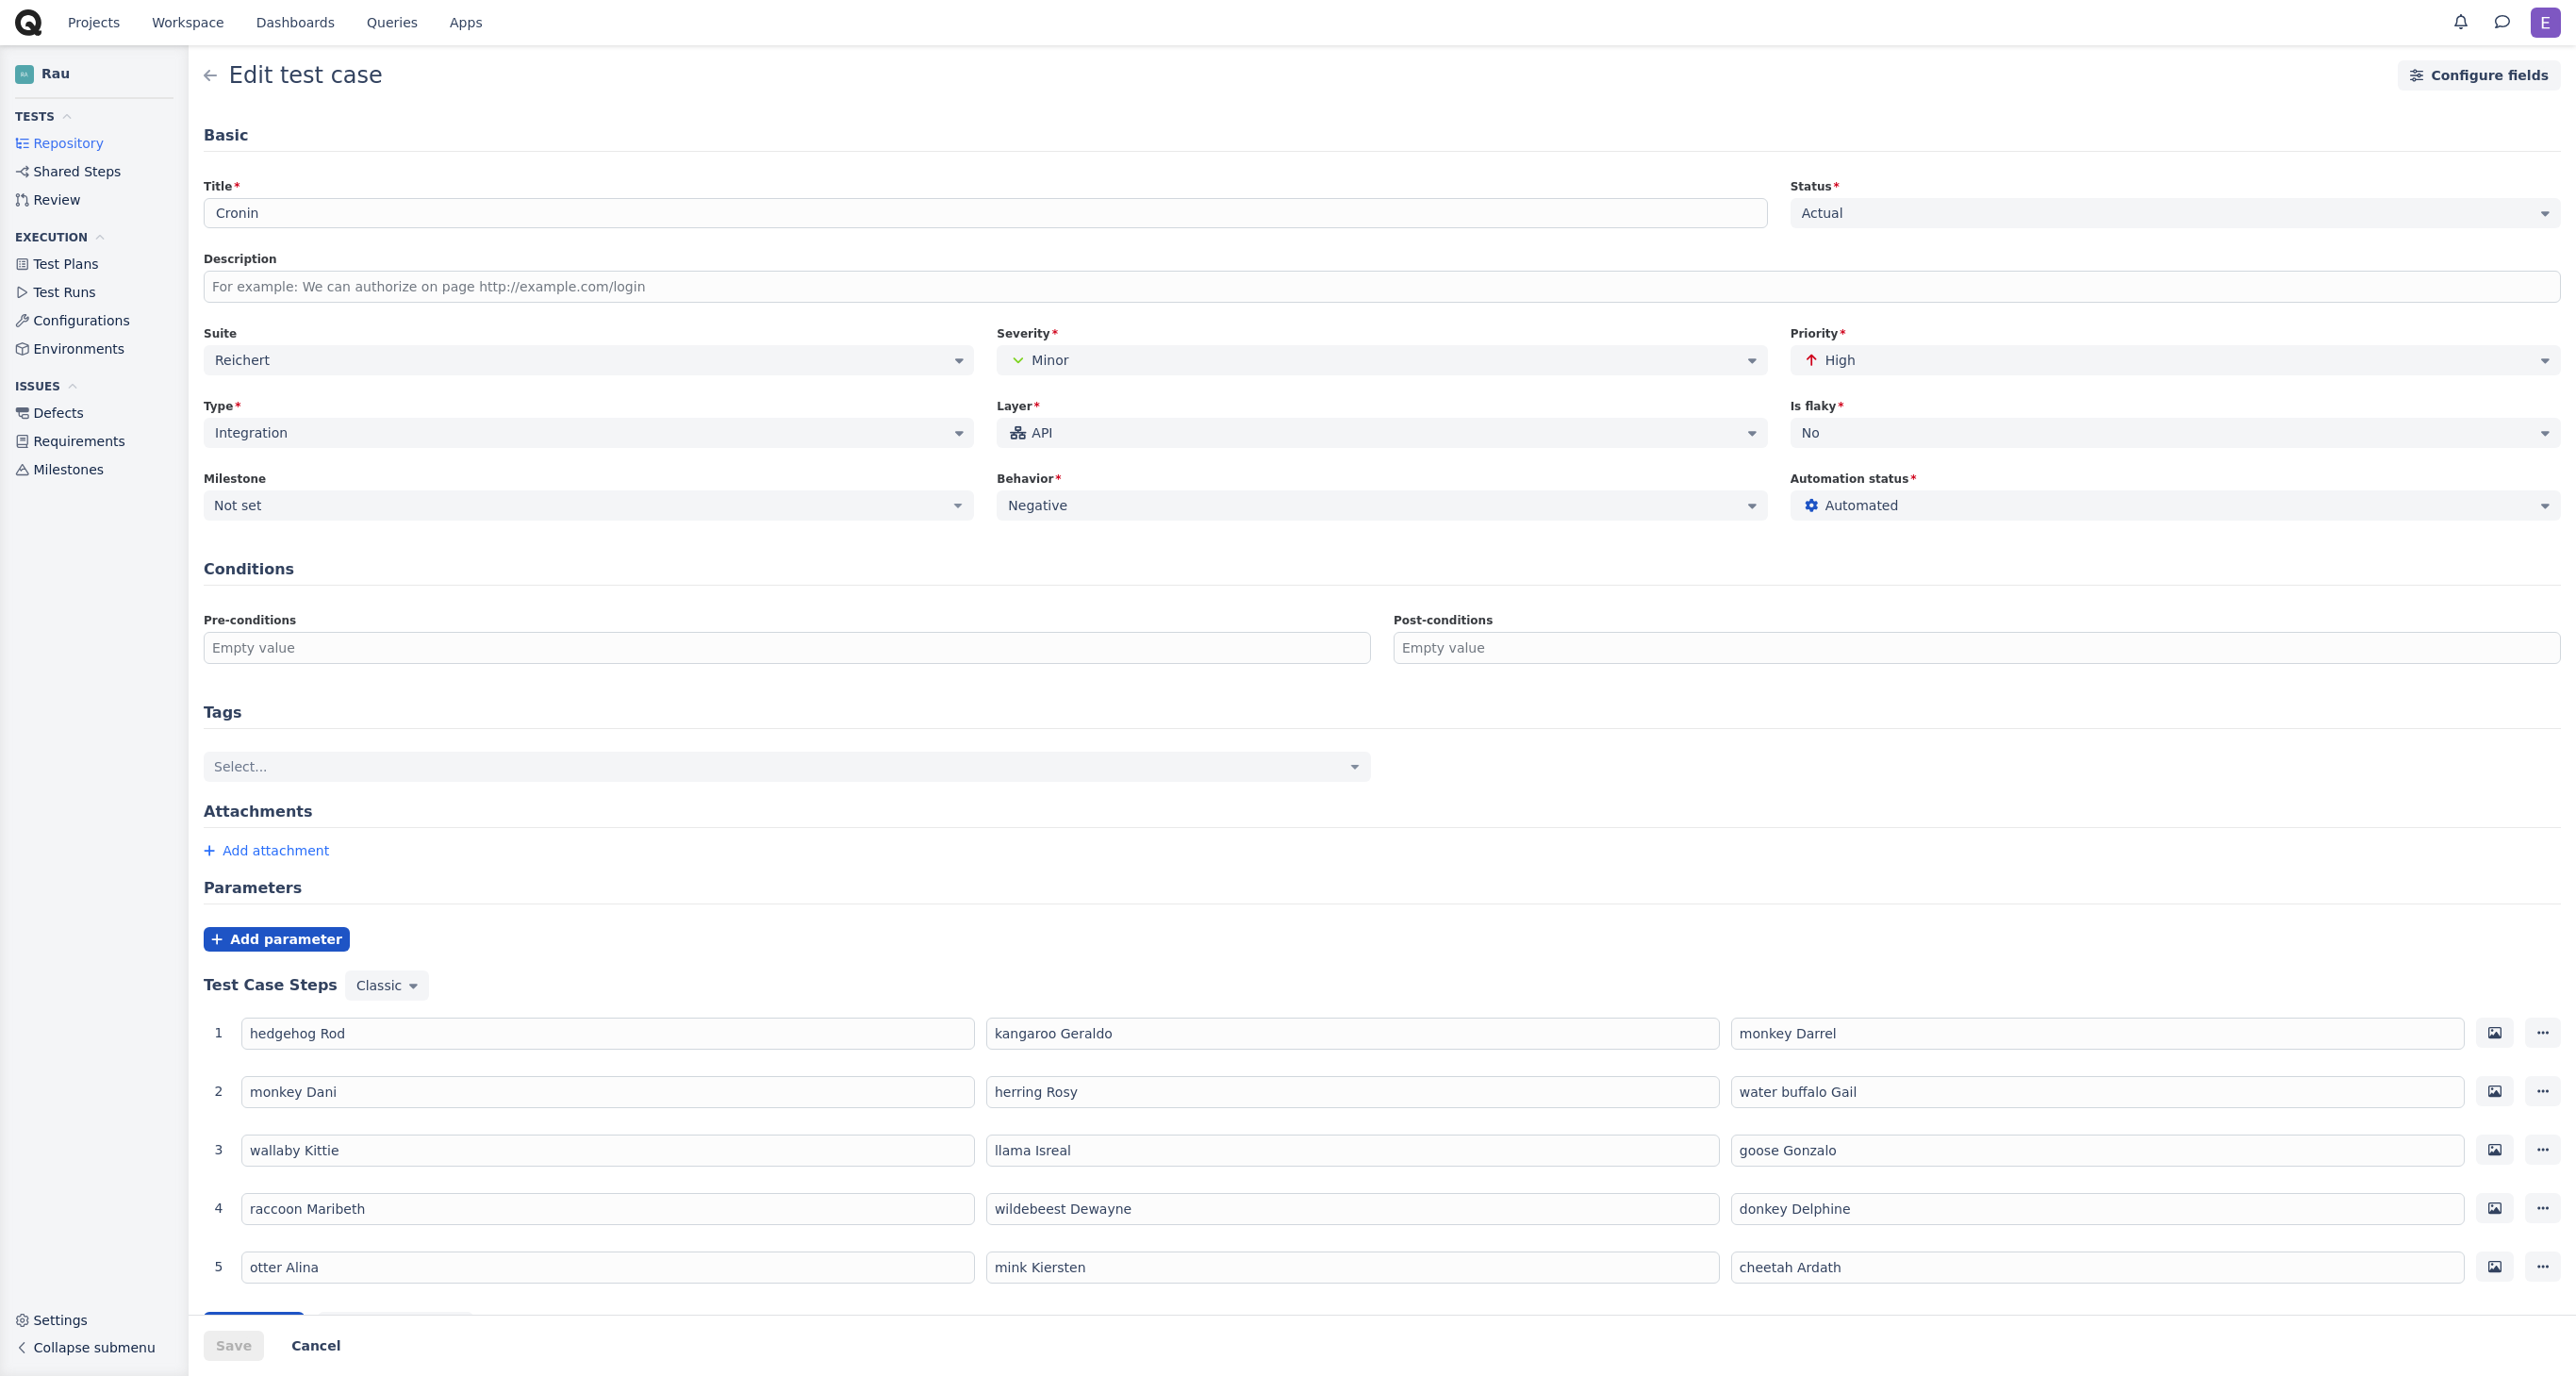 Projects Workspace Dashboards Queries Apps E
RA Rau
TESTS
Repository
Shared Steps
Review
EXECUTION
Test Plans
Test Runs
Configurations
Environments
ISSUES
Defects
Requirements
Milestones
Settings
Collapse submenu
Edit test case Configure fields
Basic
Title* Status*
Cronin Actual
Description
For example: We can authorize on page http://example.com/login
Suite Severity* Priority*
Reichert Minor High
Type* Layer* Is flaky*
Integration API No
Milestone Behavior* Automation status*
Not set Negative Automated
Conditions
Pre-conditions Post-conditions
Empty value Empty value
Tags
Select...
Attachments
+ Add attachment
Parameters
+ Add parameter
Test Case Steps Classic
1 hedgehog Rod kangaroo Geraldo monkey Darrel
2 monkey Dani herring Rosy water buffalo Gail
3 wallaby Kittie llama Isreal goose Gonzalo
4 raccoon Maribeth wildebeest Dewayne donkey Delphine
5 otter Alina mink Kiersten cheetah Ardath
Save Cancel